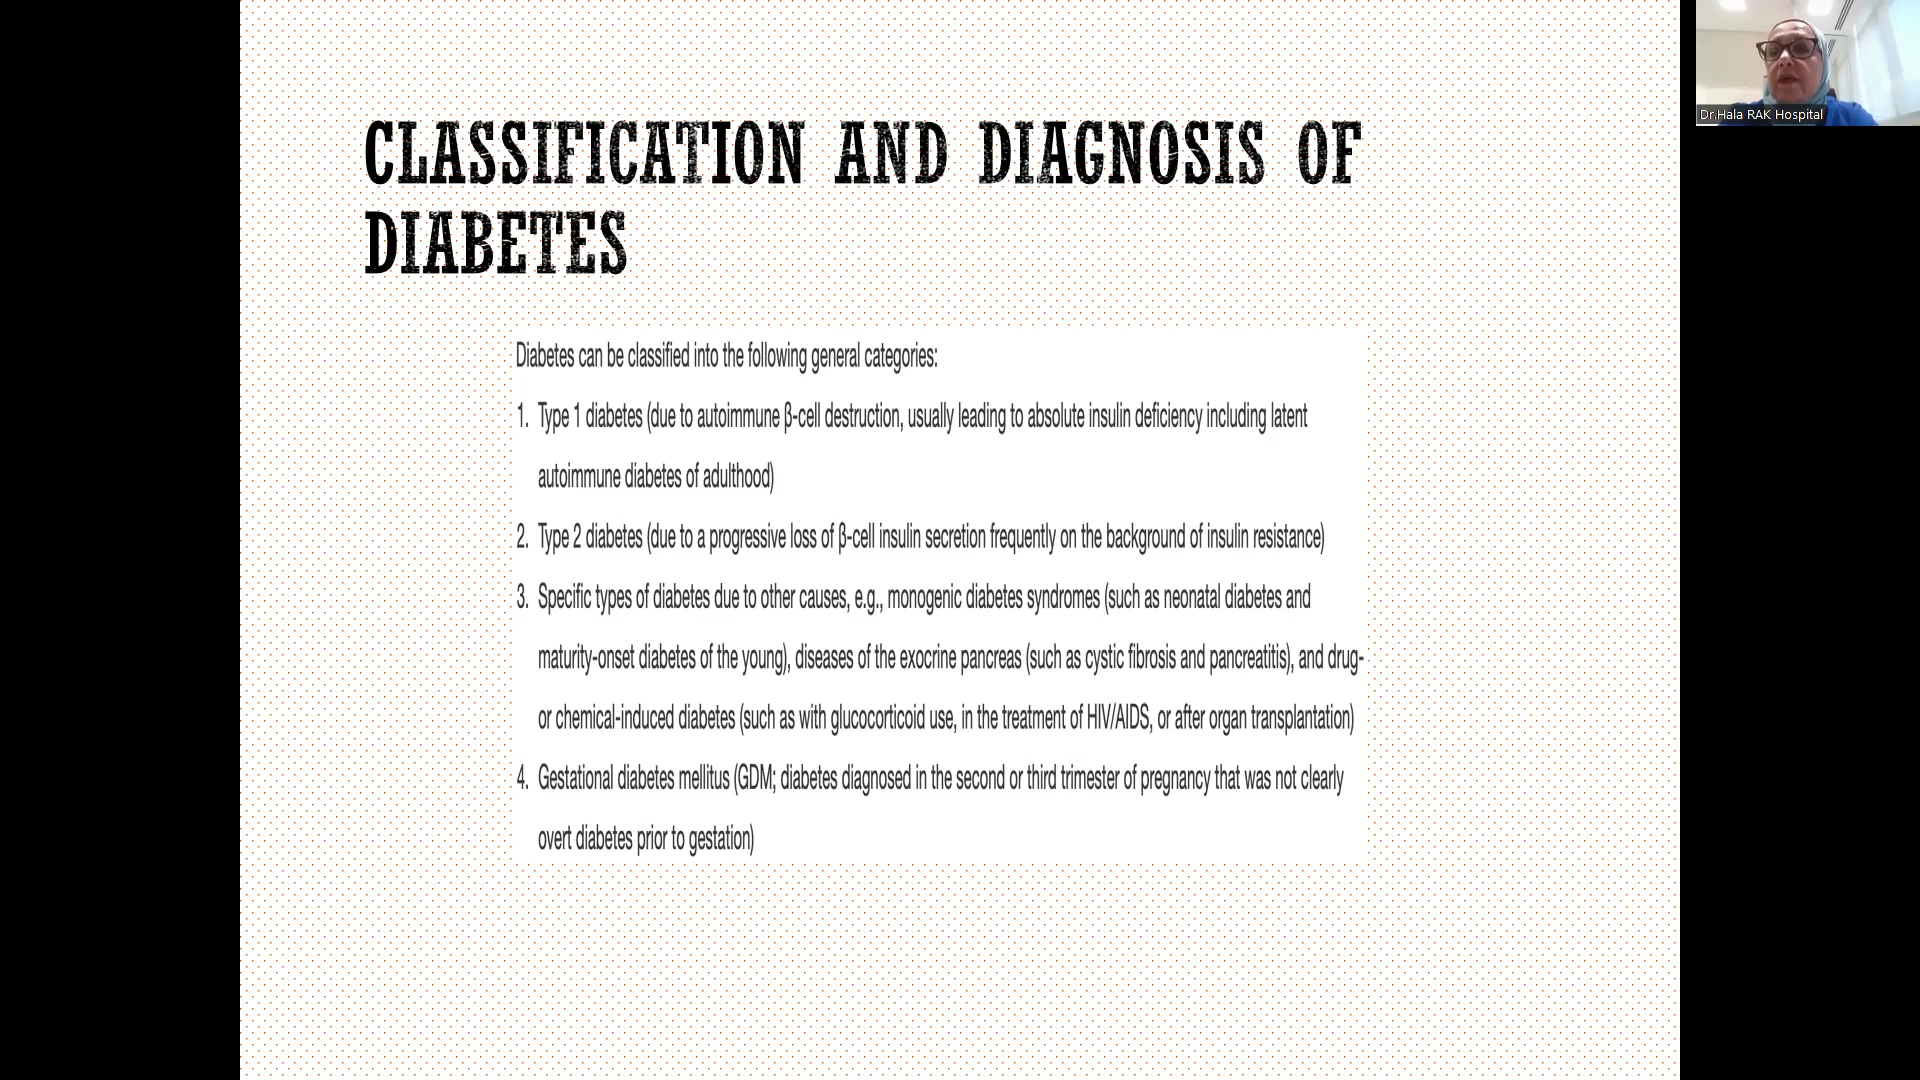 CLASSIFICATION AND DIAGNOSIS OF
DIABETES
Dr.Hala RAK Hospital
Diabetes can be classified into the following general categories:
1. Type 1 diabetes (due to autoimmune β-cell destruction, usually leading to absolute insulin deficiency including latent
autoimmune diabetes of adulthood)
2. Type 2 diabetes (due to a progressive loss of β-cell insulin secretion frequently on the background of insulin resistance)
3. Specific types of diabetes due to other causes, e.g., monogenic diabetes syndromes (such as neonatal diabetes and
maturity-onset diabetes of the young), diseases of the exocrine pancreas (such as cystic fibrosis and pancreatitis), and drug-
or chemical-induced diabetes (such as with glucocorticoid use, in the treatment of HIV/AIDS, or after organ transplantation)
4. Gestational diabetes mellitus (GDM; diabetes diagnosed in the second or third trimester of pregnancy that was not clearly
overt diabetes prior to gestation)